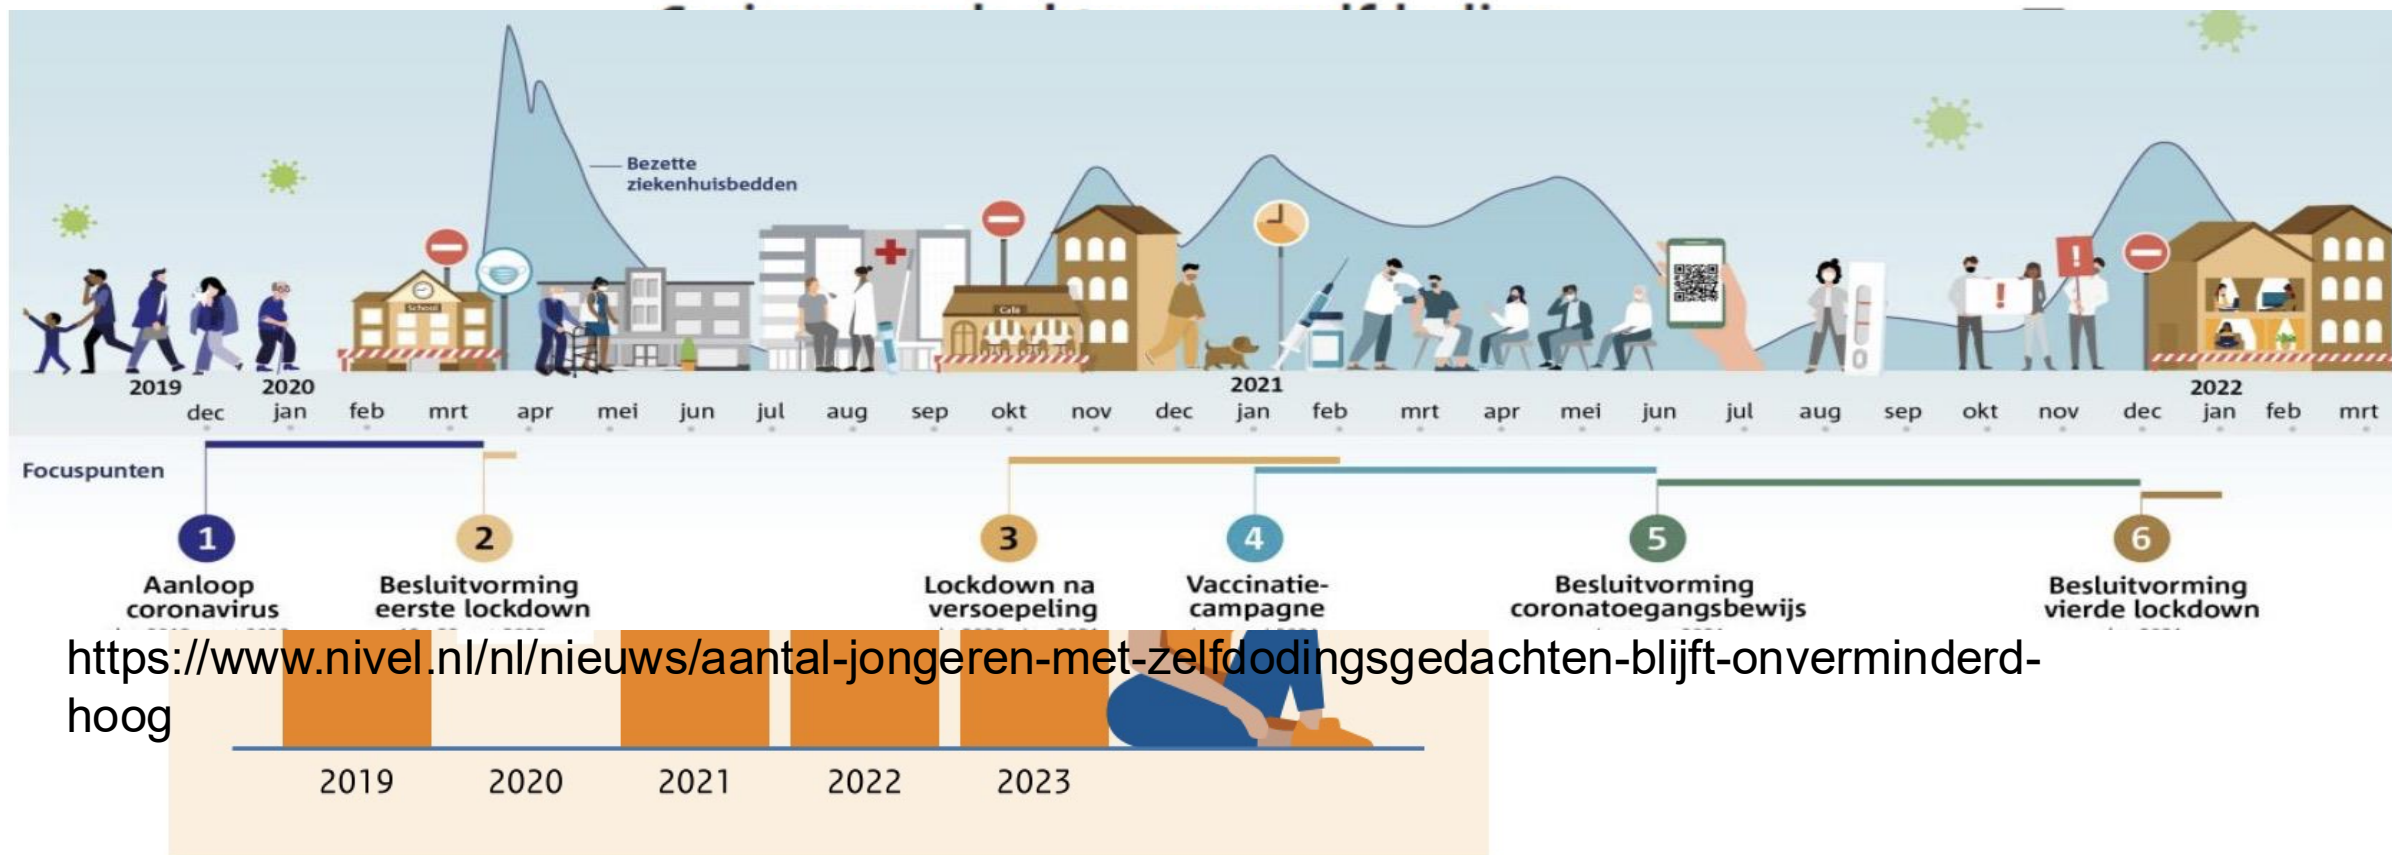 Bezette
ziekenhuisbedden
School
Café
2019
2020
2021
2022
dec jan feb mrt apr mei jun jul aug sep okt nov dec jan feb mrt apr mei jun jul aug sep okt nov dec jan feb mrt
Focuspunten
1
Aanloop
coronavirus
2
Besluitvorming
eerste lockdown
3
Lockdown na
versoepeling
4
Vaccinatie-
campagne
5
Besluitvorming
coronatoegangsbewijs
6
Besluitvorming
vierde lockdown
https://www.nivel.nl/nl/nieuws/aantal-jongeren-met-zelfdodingsgedachten-blijft-onverminderd-
hoog
2019 2020 2021 2022 2023